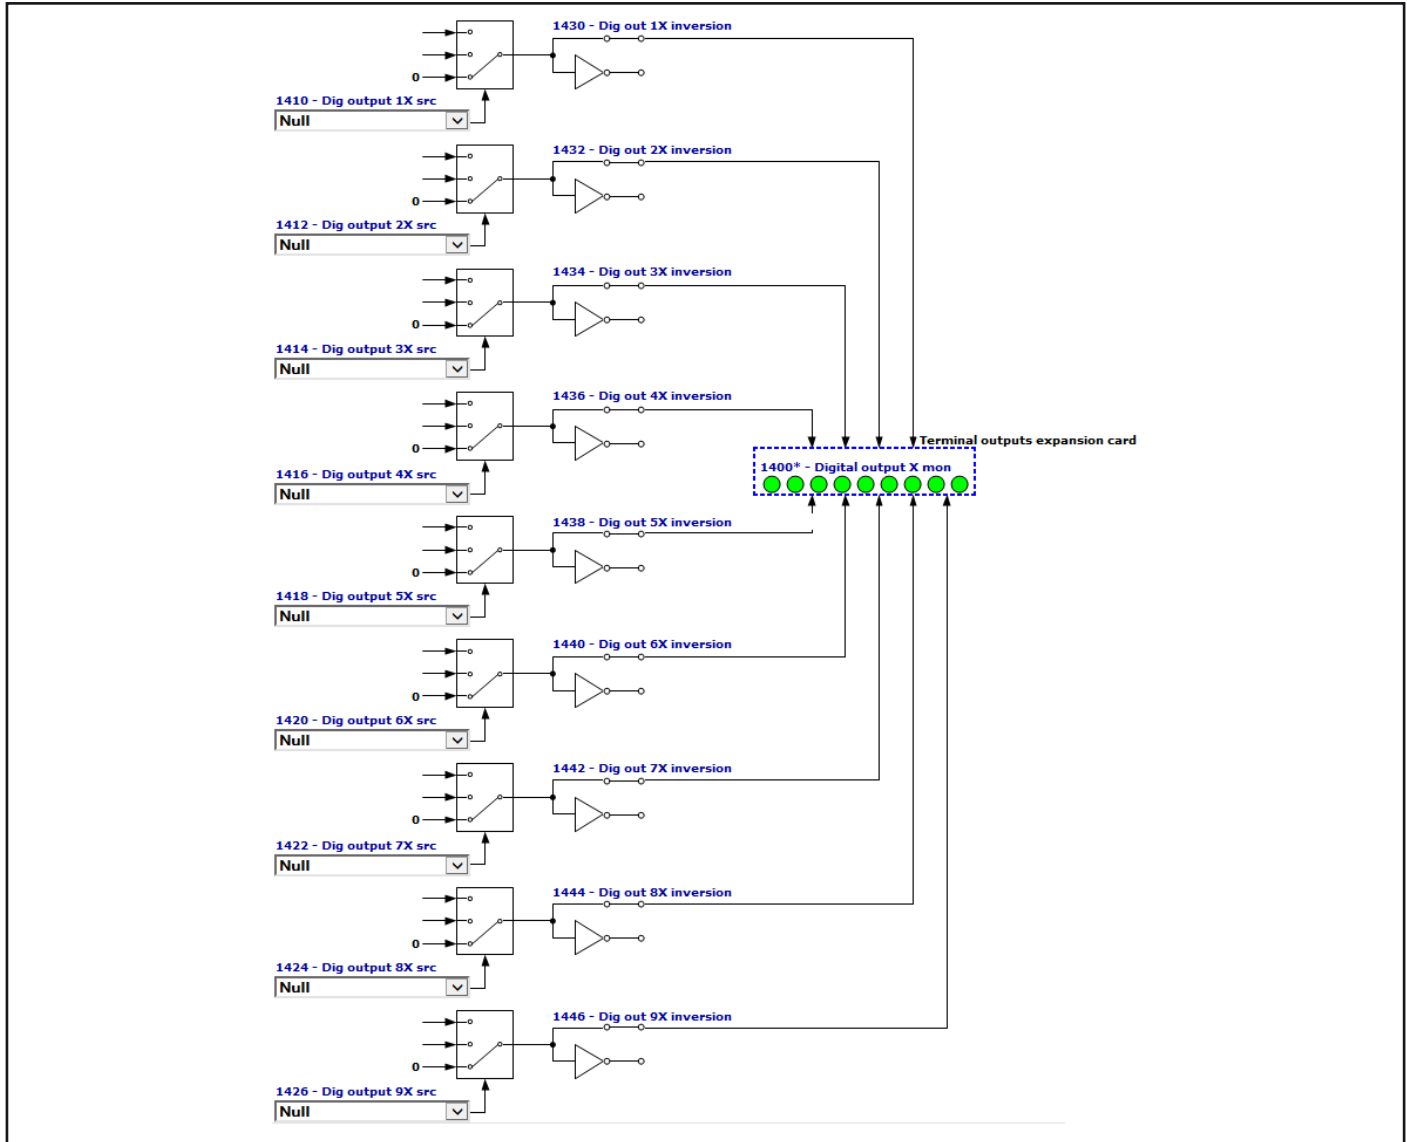 1430 - Dig out 1X inversion
0
1410 - Dig output 1X src
Null
1432 - Dig out 2X inversion
0
1412 - Dig output 2X src
Null
1434 - Dig out 3X inversion
0
1414 - Dig output 3X src
Null
1436 - Dig out 4X inversion
Terminal outputs expansion card
0
1400* - Digital output X mon
1416 - Dig output 4X src
Null
1438 - Dig out 5X inversion
0
1418 - Dig output 5X src
Null
1440 - Dig out 6X inversion
0
1420 - Dig output 6X src
Null
1442 - Dig out 7X inversion
0
1422 - Dig output 7X src
Null
1444 - Dig out 8X inversion
0
1424 - Dig output 8X src
Null
1446 - Dig out 9X inversion
0
1426 - Dig output 9X src
Null